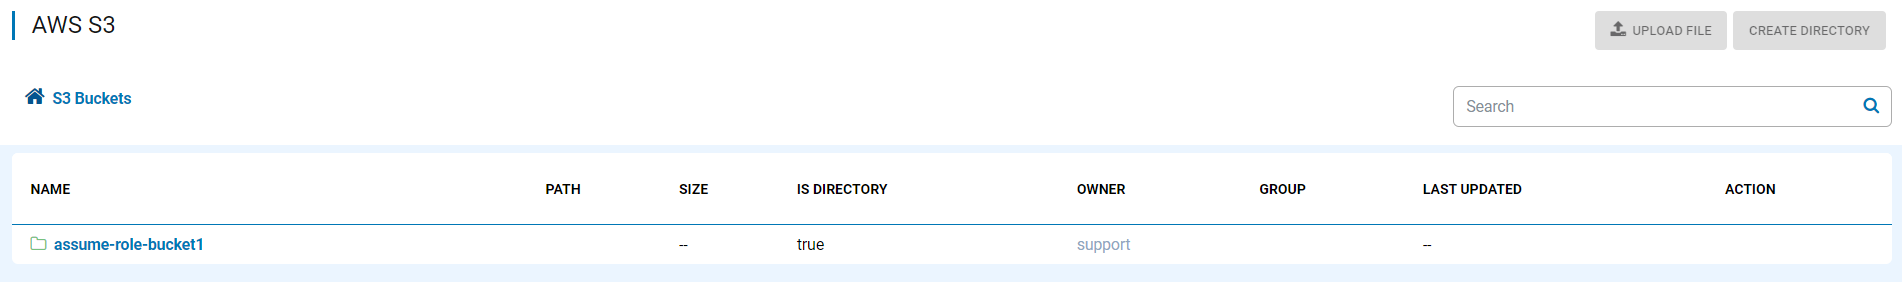 AWS S3
UPLOAD FILE
CREATE DIRECTORY
S3 Buckets
Search
NAME PATH SIZE IS DIRECTORY OWNER GROUP LAST UPDATED ACTION
assume-role-bucket1 -- true support --